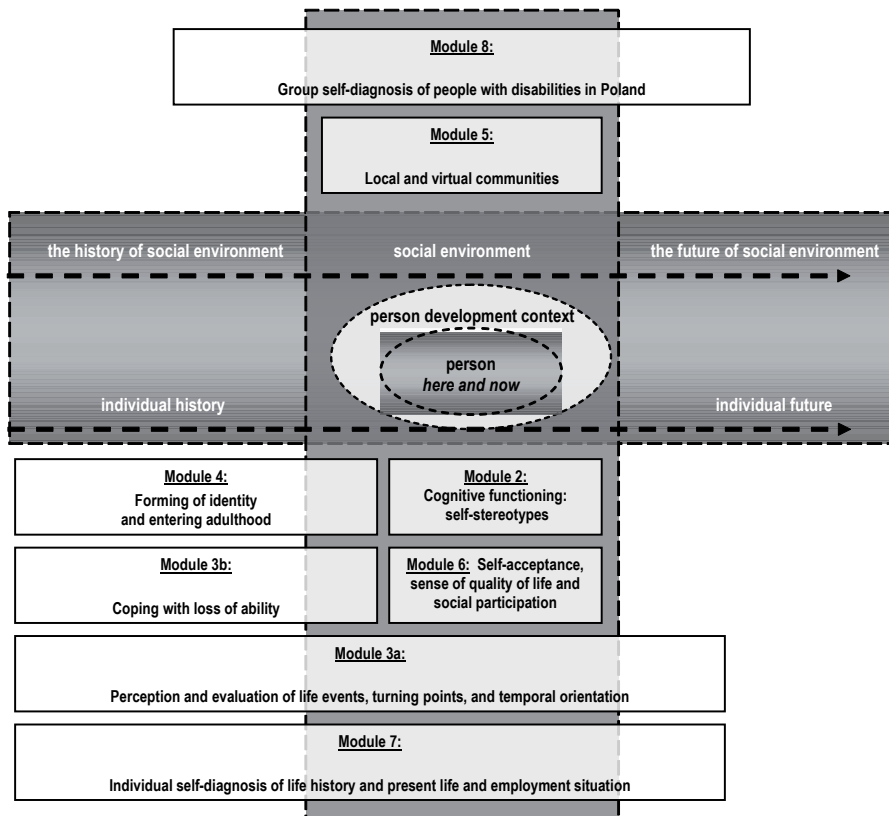 Module 8:
Group self-diagnosis of people with disabilities in Poland
Module 5:
Local and virtual communities
the history of social environment
social environment
the future of social environment
person development context
person
here and now
individual history
individual future
Module 4:
Forming of identity
and entering adulthood
Module 2:
Cognitive functioning:
self-stereotypes
Module 3b:
Coping with loss of ability
Module 6: Self-acceptance,
sense of quality of life and
social participation
Module 3a:
Perception and evaluation of life events, turning points, and temporal orientation
Module 7:
Individual self-diagnosis of life history and present life and employment situation